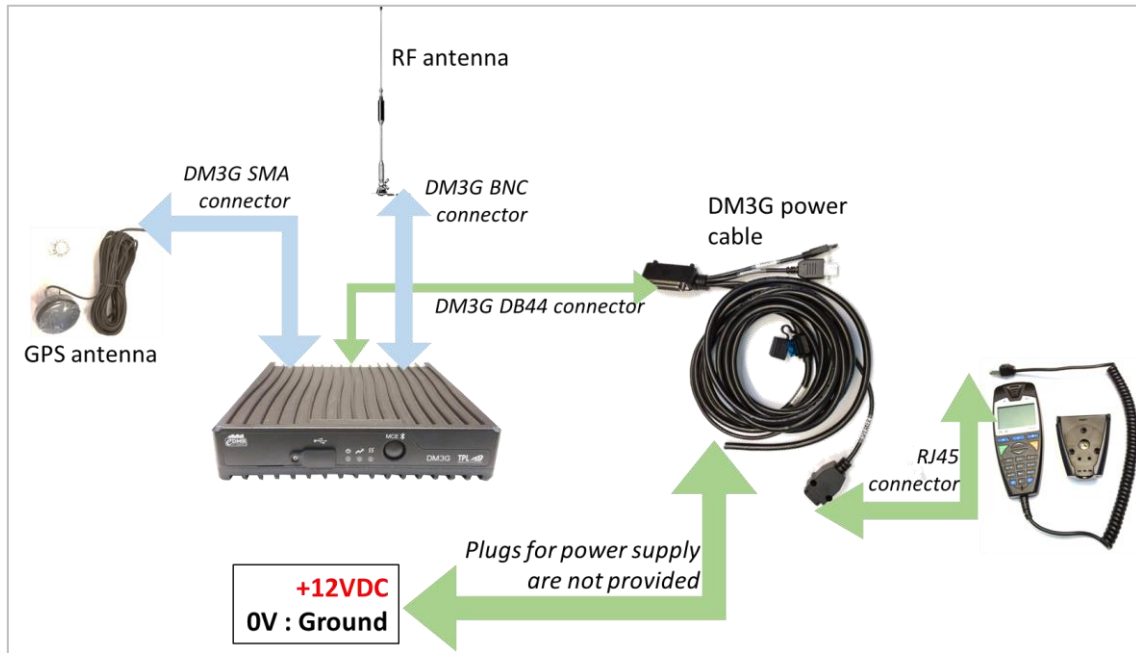 RF antenna
DM3G SMA
connector
DM3G BNC
connector
DM3G power
cable
DM3G DB44 connector
GPS antenna
MCE
DM3G TPL
RJ45
connector
Plugs for power supply
are not provided
+12VDC
0V : Ground